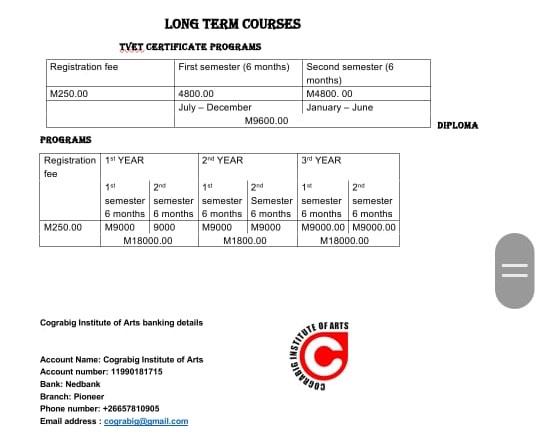 LONG TERM COURSES
TVET CERTIFICATE PROGRAMS
Registration fee First semester (6 months) Second semester (6
months)
M250.00 4800.00 M4800. 00
July – December January – June
M9600.00
DIPLOMA
PROGRAMS
Registration 1st YEAR 2nd YEAR 3rd YEAR
fee
1st 2nd 1st 2nd 1st 2nd
semester semester semester Semester semester semester
6 months 6 months 6 months 6 months 6 months 6 months
M250.00 M9000 9000 M9000 M9000 M9000.00 M9000.00
M18000.00 M1800.00 M18000.00
Cograbig Institute of Arts banking details
COGRABIG INSTITUTE OF ARTS
Account Name: Cograbig Institute of Arts
Account number: 11990181715
Bank: Nedbank
Branch: Pioneer
Phone number: +26657810905
Email address : cograbig@gmail.com